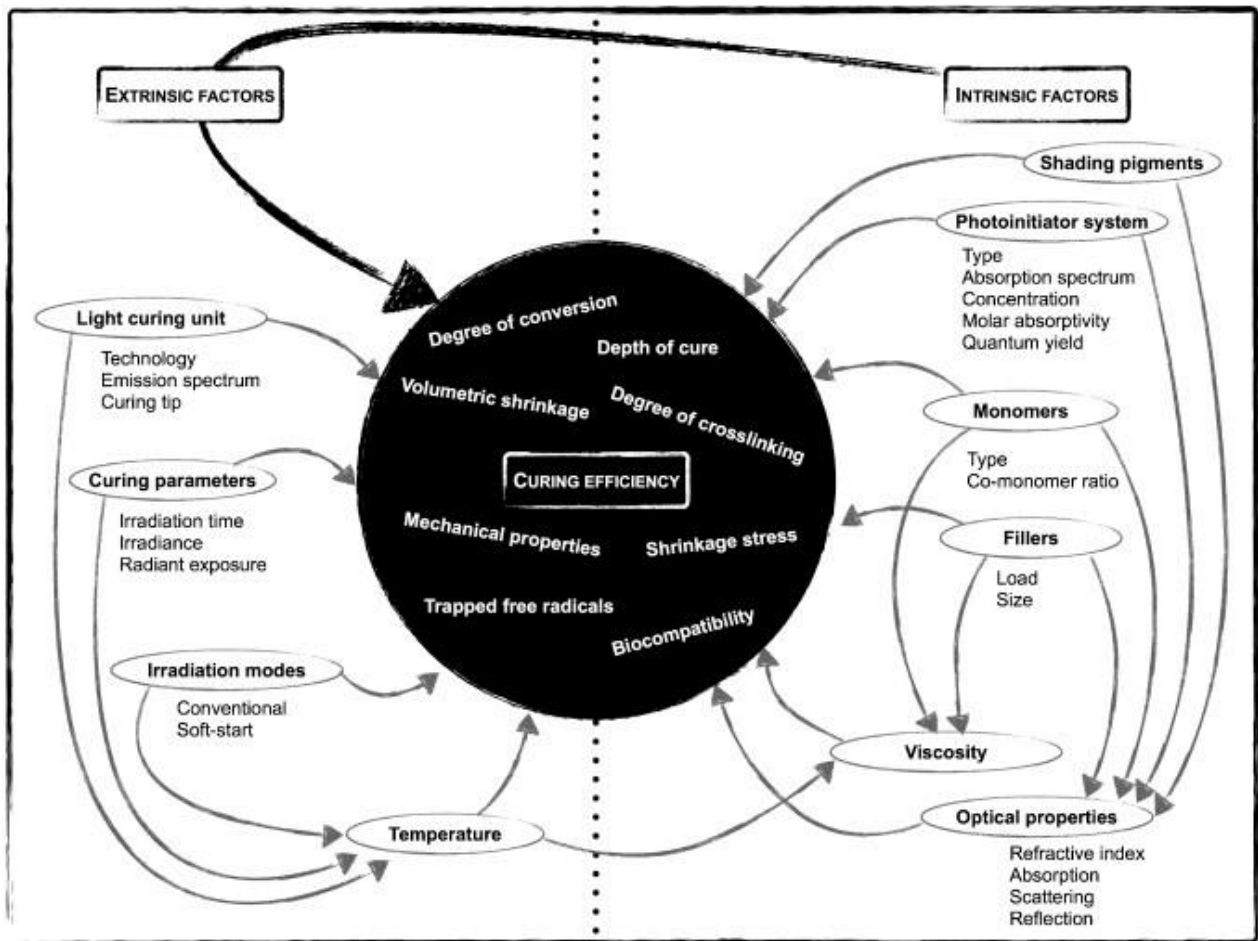 EXTRINSIC FACTORS
INTRINSIC FACTORS
Light curing unit
Technology
Emission spectrum
Curing tip
Curing parameters
Irradiation time
Irradiance
Radiant exposure
Irradiation modes
Conventional
Soft-start
Temperature
Degree of conversion
Depth of cure
Volumetric shrinkage
Degree of crosslinking
CURING EFFICIENCY
Mechanical properties
Shrinkage stress
Trapped free radicals
Biocompatibility
Shading pigments
Photoinitiator system
Type
Absorption spectrum
Concentration
Molar absorptivity
Quantum yield
Monomers
Type
Co-monomer ratio
Fillers
Load
Size
Viscosity
Optical properties
Refractive index
Absorption
Scattering
Reflection